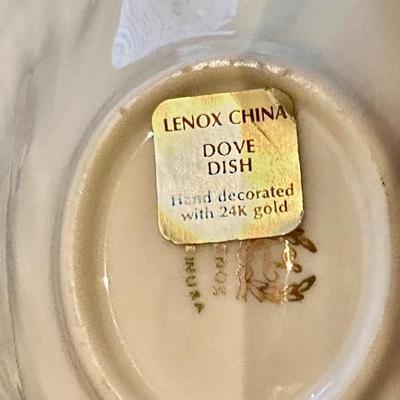 LENOX CHINA
DOVE
DISH
Hand decorated
with 24K gold